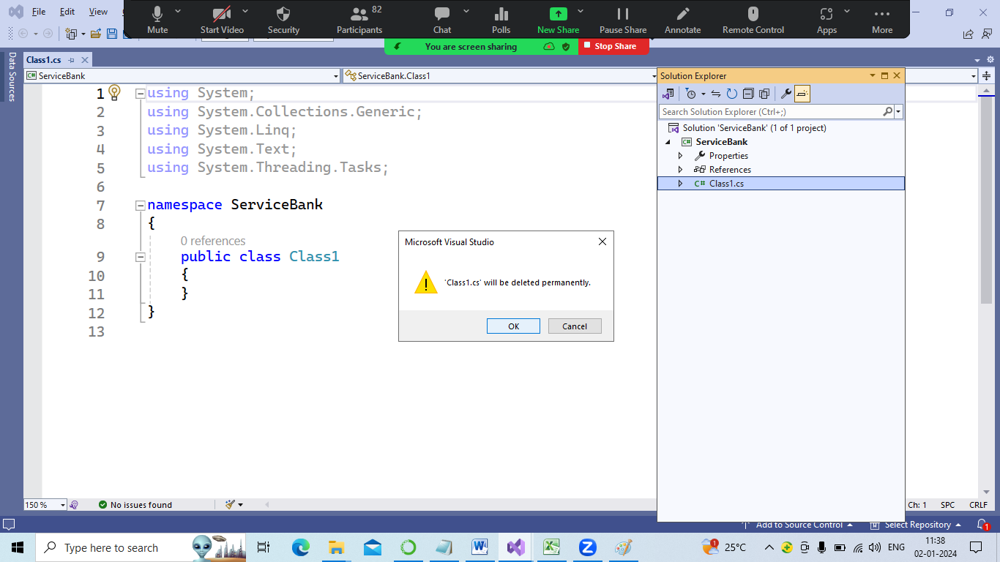 File Edit View
Mute
Start Video
Security
82
Participants
Chat
Polls
New Share
Pause Share
Annotate
Remote Control
Apps
More
You are screen sharing
Stop Share
Data Sources
Class1.cs
ServiceBank
ServiceBank.Class1
1 using System;
2 using System.Collections.Generic;
3 using System.Linq;
4 using System.Text;
5 using System.Threading.Tasks;
6
7 namespace ServiceBank
8 {
0 references
9 public class Class1
10 {
11 }
12 }
13
Microsoft Visual Studio
'Class1.cs' will be deleted permanently.
OK Cancel
Solution Explorer
Search Solution Explorer (Ctrl+;)
Solution 'ServiceBank' (1 of 1 project)
C# ServiceBank
Properties
References
C# Class1.cs
150 %
No issues found
Ch: 1 SPC CRLF
Add to Source Control
Select Repository
1
Type here to search
25°C
ENG
11:38
02-01-2024